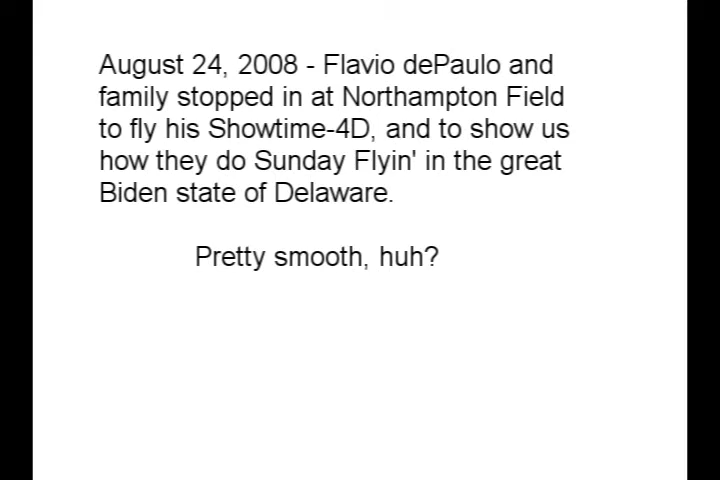 August 24, 2008 - Flavio dePaulo and
family stopped in at Northampton Field
to fly his Showtime-4D, and to show us
how they do Sunday Flyin' in the great
Biden state of Delaware.
Pretty smooth, huh?